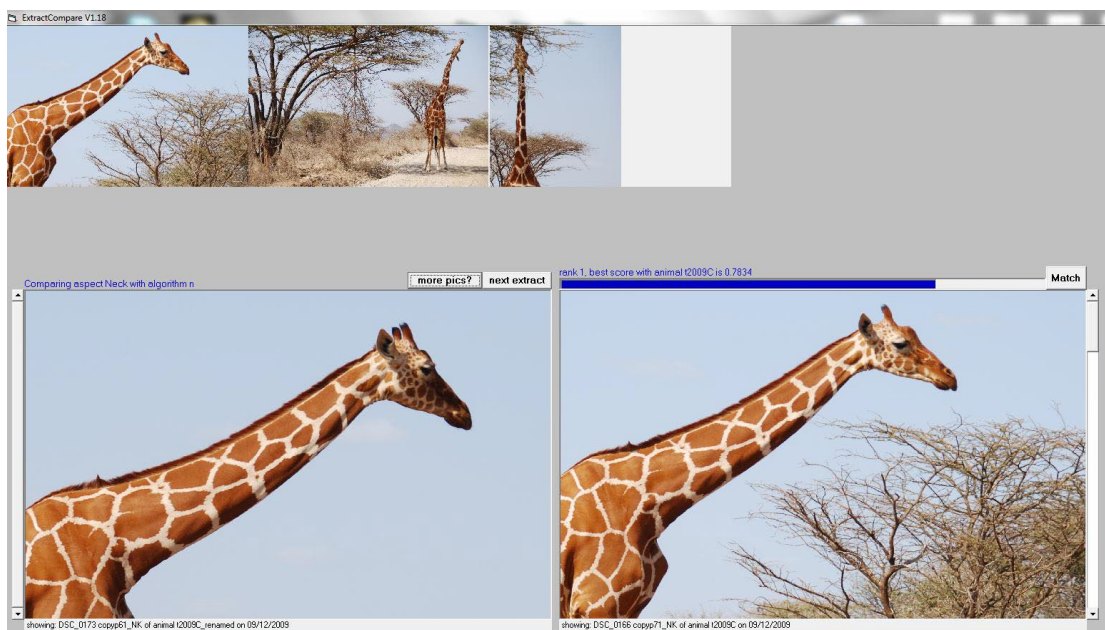 ExtractCompare V1.18
rank 1, best score with animal t2009C is 0.7834
Comparing aspect Neck with algorithm n
more pics?
next extract
Match
showing: DSC_0173 copyp61_NK of animal t2009C_renamed on 09/12/2009
showing: DSC_0166 copyp71_NK of animal t2009C on 09/12/2009